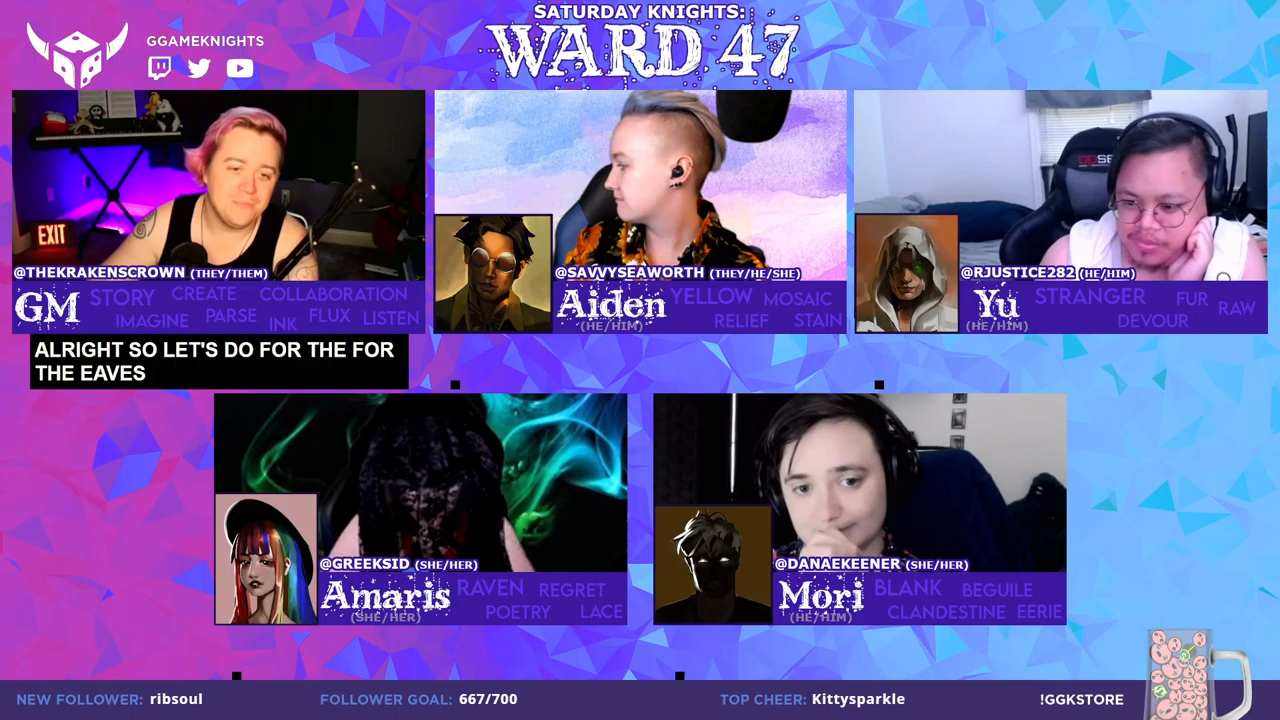 SATURDAY KNIGHTS:
WARD 47
GGAMEKNIGHTS
EXIT
@THEKRAKENSCROWN (THEY/THEM)
GM STORY CREATE COLLABORATION
IMAGINE PARSE INK FLUX LISTEN
@SAVVYSEAWORTH (THEY/HE/SHE)
Aiden YELLOW MOSAIC
(HE/HIM) RELIEF STAIN
@RJUSTICE282 (HE/HIM)
Yu STRANGER FUR RAW
(HE/HIM) DEVOUR
ALRIGHT SO LET'S DO FOR THE FOR
THE EAVES
@GREEKSID (SHE/HER)
Amaris RAVEN REGRET
(SHE/HER) POETRY LACE
@DANAEKEENER (SHE/HER)
Mori BLANK BEGUILE
(HE/HIM) CLANDESTINE EERIE
NEW FOLLOWER: ribsoul FOLLOWER GOAL: 667/700 TOP CHEER: Kittysparkle !GGKSTORE